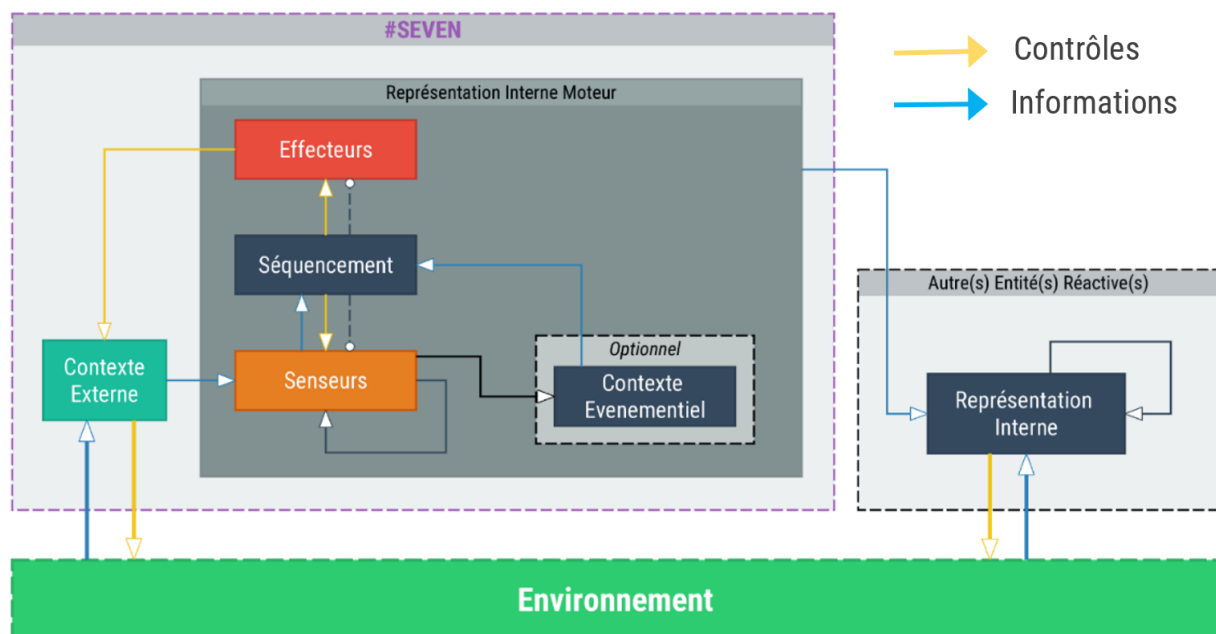 #SEVEN
Contrôles
Informations
Représentation Interne Moteur
Effecteurs
Séquencement
Autre(s) Entité(s) Réactive(s)
Optionnel
Contexte
Externe
Senseurs
Contexte
Evenementiel
Représentation
Interne
Environnement